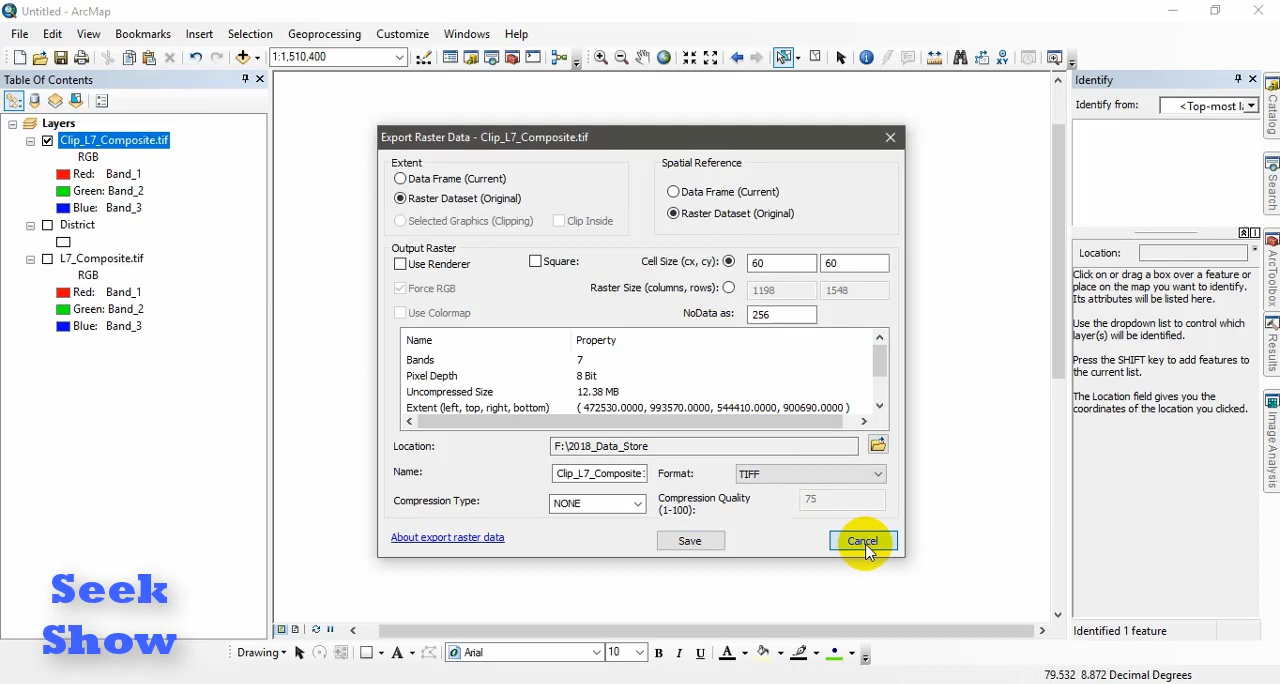 Untitled - ArcMap
File Edit View Bookmarks Insert Selection Geoprocessing Customize Windows Help
1:1,510,400
Table Of Contents
Layers
Clip_L7_Composite.tif
RGB
Red: Band_1
Green: Band_2
Blue: Band_3
District
L7_Composite.tif
RGB
Red: Band_1
Green: Band_2
Blue: Band_3
Export Raster Data - Clip_L7_Composite.tif
Extent
Data Frame (Current)
Raster Dataset (Original)
Selected Graphics (Clipping) Clip Inside
Spatial Reference
Data Frame (Current)
Raster Dataset (Original)
Output Raster
Use Renderer Square: Cell Size (cx, cy): 60 60
Force RGB Raster Size (columns, rows): 1198 1548
Use Colormap NoData as: 256
Name Property
Bands 7
Pixel Depth 8 Bit
Uncompressed Size 12.38 MB
Extent (left, top, right, bottom) ( 472530.0000, 993570.0000, 544410.0000, 900690.0000 )
Location: F:\2018_Data_Store
Name: Clip_L7_Composite Format: TIFF
Compression Type: NONE Compression Quality (1-100): 75
About export raster data Save Cancel
Identify
Identify from: <Top-most l
Location:
Click on or drag a box over a feature or
place on the map you want to identify.
Its attributes will be listed here.
Use the dropdown list to control which
layer(s) will be identified.
Press the SHIFT key to add features to
the current list.
The Location field gives you the
coordinates of the location you clicked.
Identified 1 feature
Catalog
Search
ArcToolbox
Results
Image Analysis
Seek
Show
Drawing Arial 10 B I U A
79.532 8.872 Decimal Degrees